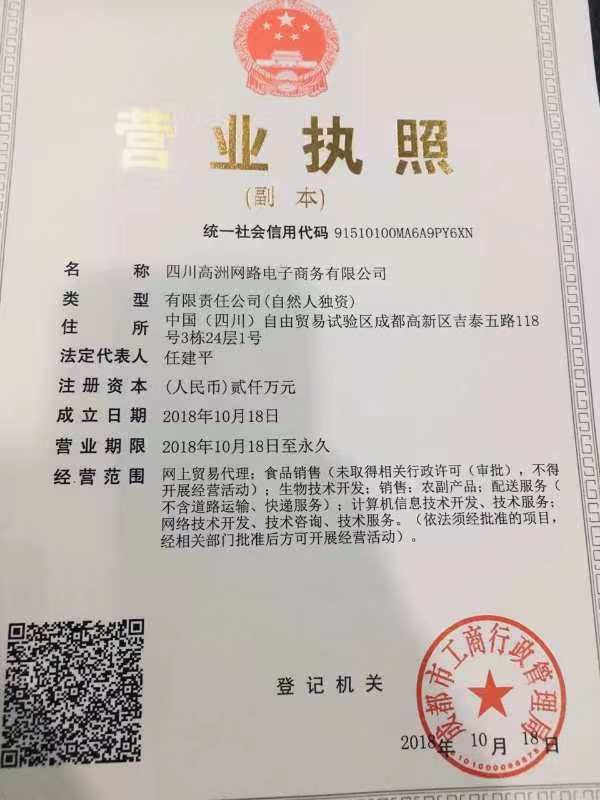 营业执照
(副 本)
统一社会信用代码 91510100MA6A9PY6XN
名 称 四川高洲网路电子商务有限公司
类 型 有限责任公司(自然人独资)
住 所 中国（四川）自由贸易试验区成都高新区吉泰五路118
号3栋24层1号
法定代表人 任建平
注册资本 (人民币)贰仟万元
成立日期 2018年10月18日
营业期限 2018年10月18日至永久
经营范围 网上贸易代理；食品销售（未取得相关行政许可（审批），不得
开展经营活动）；生物技术开发；销售：农副产品；配送服务（
不含道路运输、快递服务）；计算机信息技术开发、技术服务；
网络技术开发、技术咨询、技术服务。（依法须经批准的项目，
经相关部门批准后方可开展经营活动）。
登记机关
成都市工商行政管理局
2018年 10月 18日